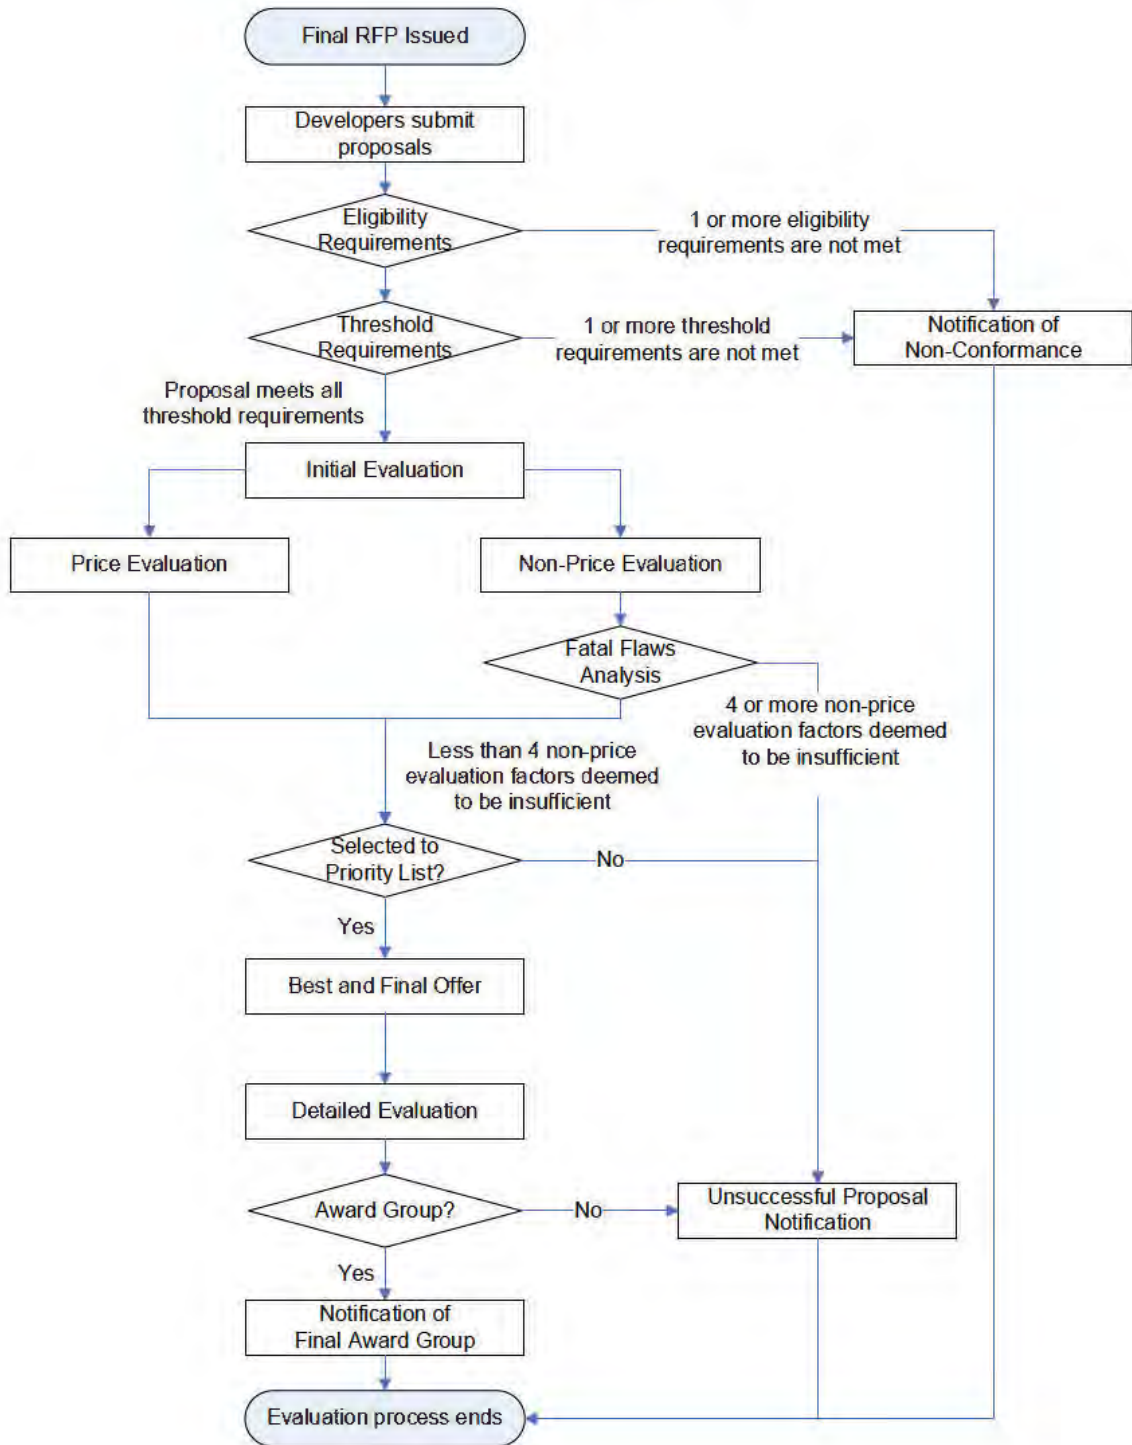 Final RFP Issued
Developers submit
proposals
Eligibility
Requirements
1 or more eligibility
requirements are not met
Threshold
Requirements
1 or more threshold
requirements are not met
Notification of
Non-Conformance
Proposal meets all
threshold requirements
Initial Evaluation
Price Evaluation
Non-Price Evaluation
Fatal Flaws
Analysis
4 or more non-price
evaluation factors deemed
to be insufficient
Less than 4 non-price
evaluation factors deemed
to be insufficient
Selected to
Priority List?
No
Yes
Best and Final Offer
Detailed Evaluation
Award Group?
No
Unsuccessful Proposal
Notification
Yes
Notification of
Final Award Group
Evaluation process ends